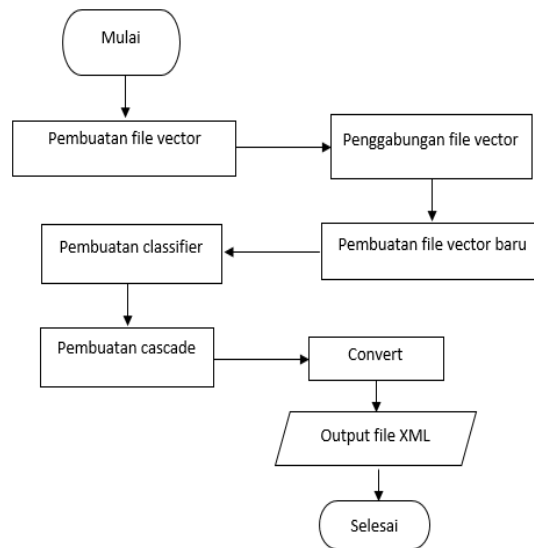 Mulai
Pembuatan file vector
Penggabungan file vector
Pembuatan file vector baru
Pembuatan classifier
Pembuatan cascade
Convert
Output file XML
Selesai